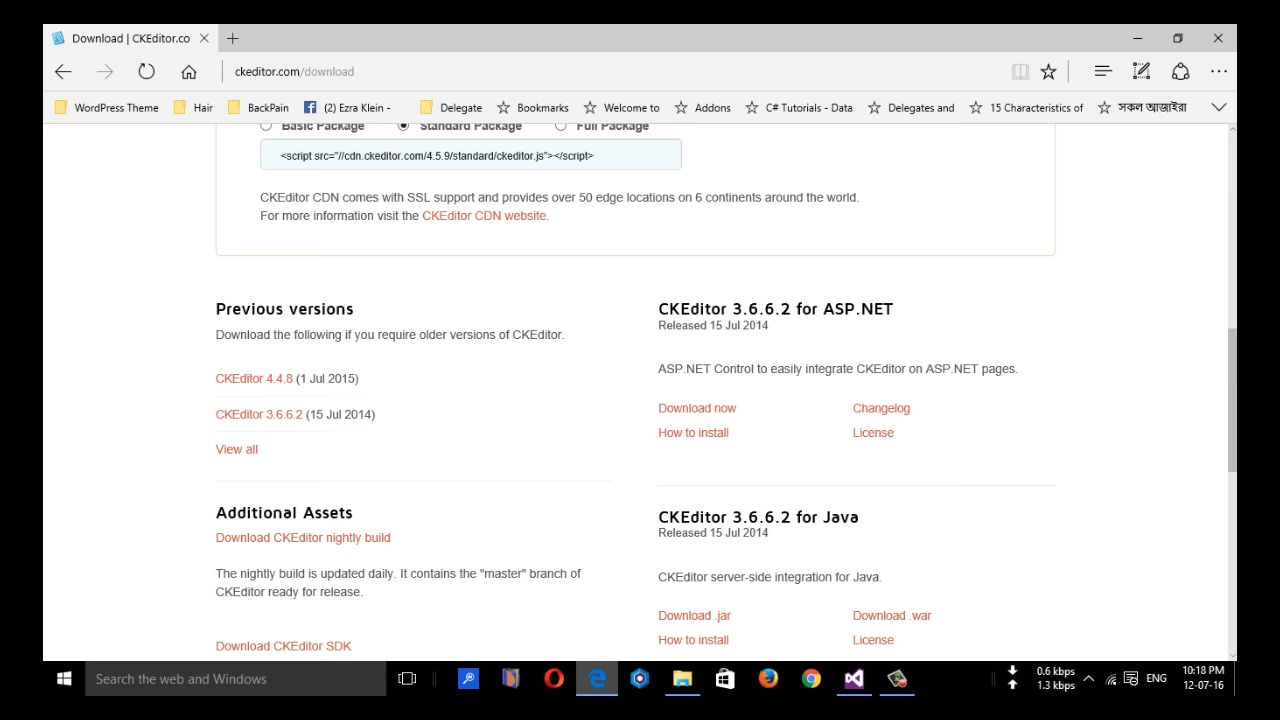 Download | CKEditor.co
ckeditor.com/download
WordPress Theme
Hair
BackPain
(2) Ezra Klein -
Delegate
Bookmarks
Welcome to
Addons
C# Tutorials - Data
Delegates and
15 Characteristics of
সকল আজাইরা
Basic Package
Standard Package
Full Package
<script src="//cdn.ckeditor.com/4.5.9/standard/ckeditor.js"></script>
CKEditor CDN comes with SSL support and provides over 50 edge locations on 6 continents around the world.
For more information visit the CKEditor CDN website.
Previous versions
Download the following if you require older versions of CKEditor.
CKEditor 4.4.8 (1 Jul 2015)
CKEditor 3.6.6.2 (15 Jul 2014)
View all
Additional Assets
Download CKEditor nightly build
The nightly build is updated daily. It contains the "master" branch of
CKEditor ready for release.
Download CKEditor SDK
CKEditor 3.6.6.2 for ASP.NET
Released 15 Jul 2014
ASP.NET Control to easily integrate CKEditor on ASP.NET pages.
Download now
Changelog
How to install
License
CKEditor 3.6.6.2 for Java
Released 15 Jul 2014
CKEditor server-side integration for Java.
Download .jar
Download .war
How to install
License
Search the web and Windows
0.6 kbps
1.3 kbps
ENG
10:18 PM
12-07-16